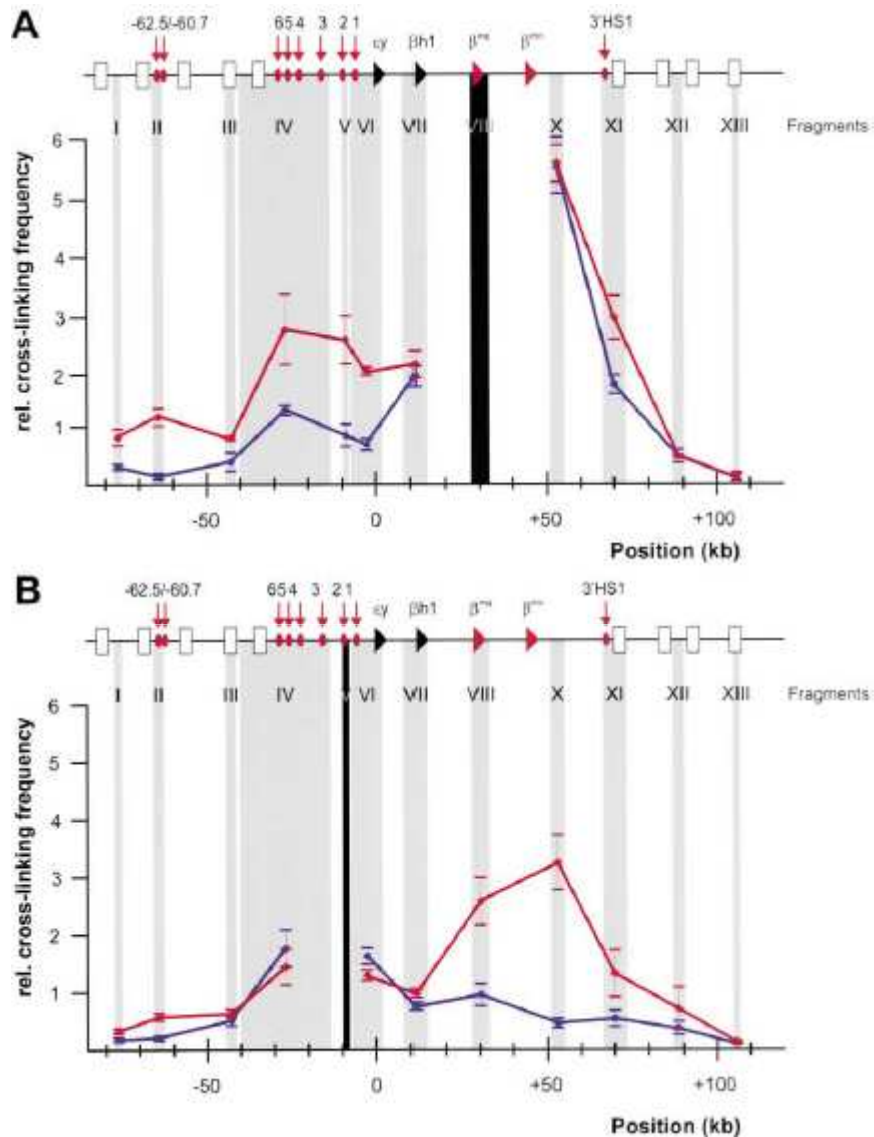 A
-62.5/-60.7 6 5 4 3 2 1 εy βh1 3'HS1
I II III IV V VI VII VIII X XI XII XIII Fragments
6
5
4
3
2
1
rel. cross-linking frequency
-50 0 +50 +100
Position (kb)
B
-62.5/-60.7 6 5 4 3 2 1 εy βh1 3'HS1
I II III IV V VI VII VIII X XI XII XIII Fragments
6
5
4
3
2
1
rel. cross-linking frequency
-50 0 +50 +100
Position (kb)